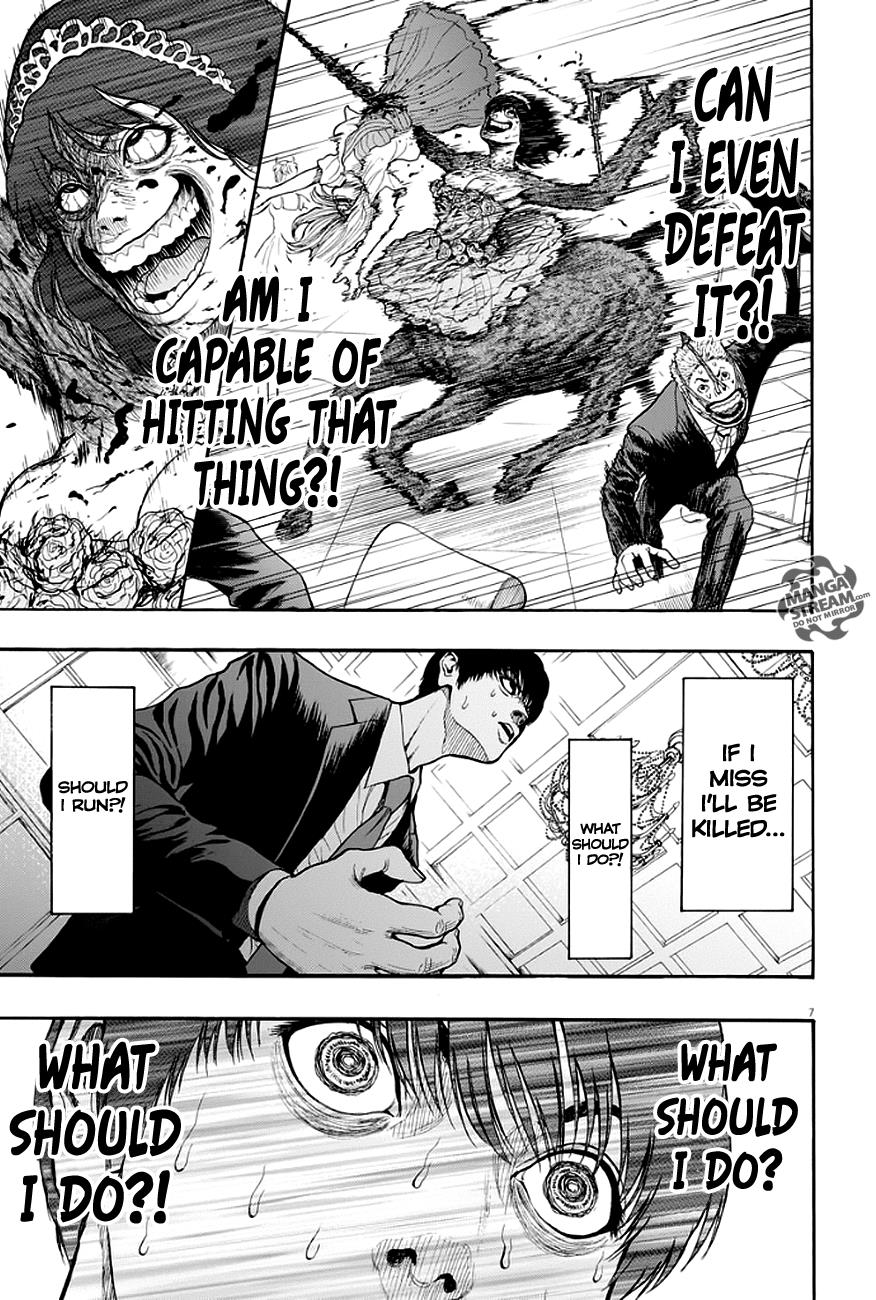 CAN
I EVEN
DEFEAT
IT?!
AM I
CAPABLE OF
HITTING THAT
THING?!
MANGA
STREAM.com
DO NOT MIRROR
IF I
MISS
I'LL BE
KILLED...
WHAT
SHOULD
I DO?!
SHOULD
I RUN?!
7
WHAT
SHOULD
I DO?
WHAT
SHOULD
I DO?!